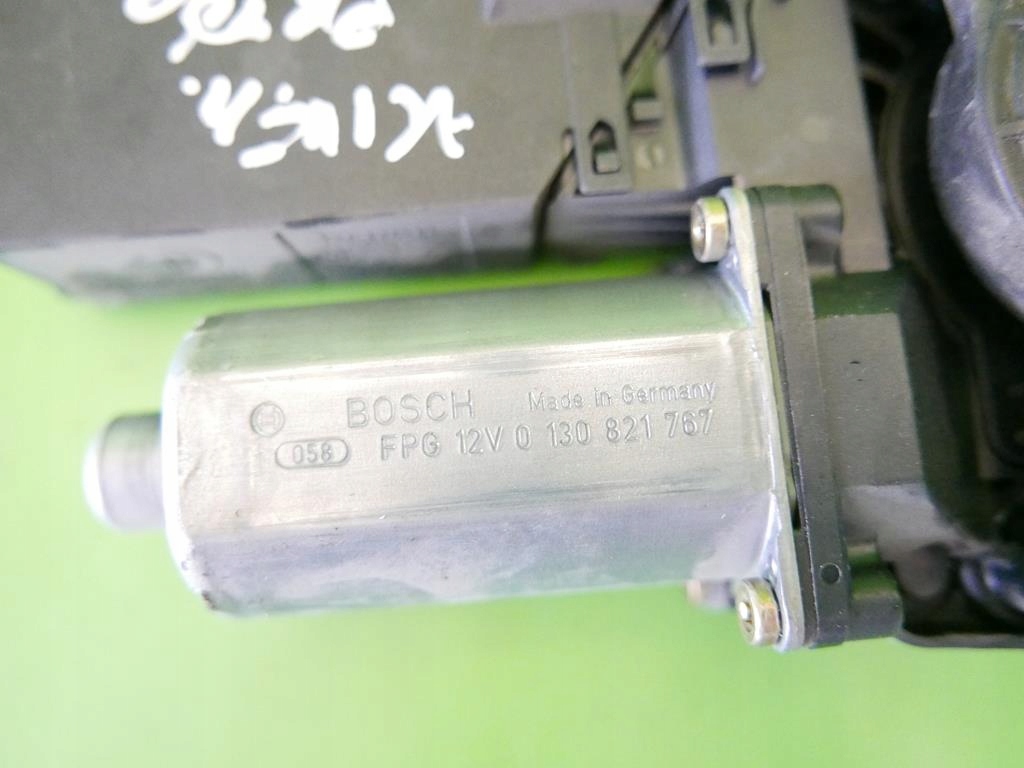 BOSCH Made in Germany
058 FPG 12V 0 130 821 767